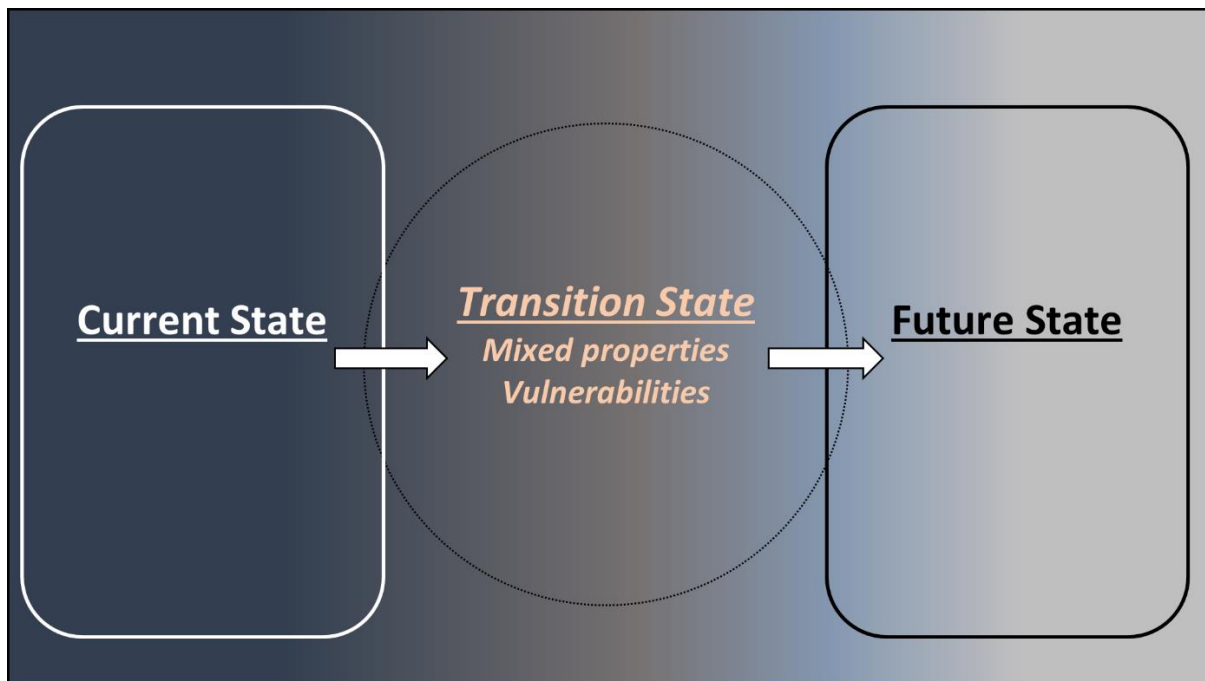 Current State
Transition State
Mixed properties
Vulnerabilities
Future State